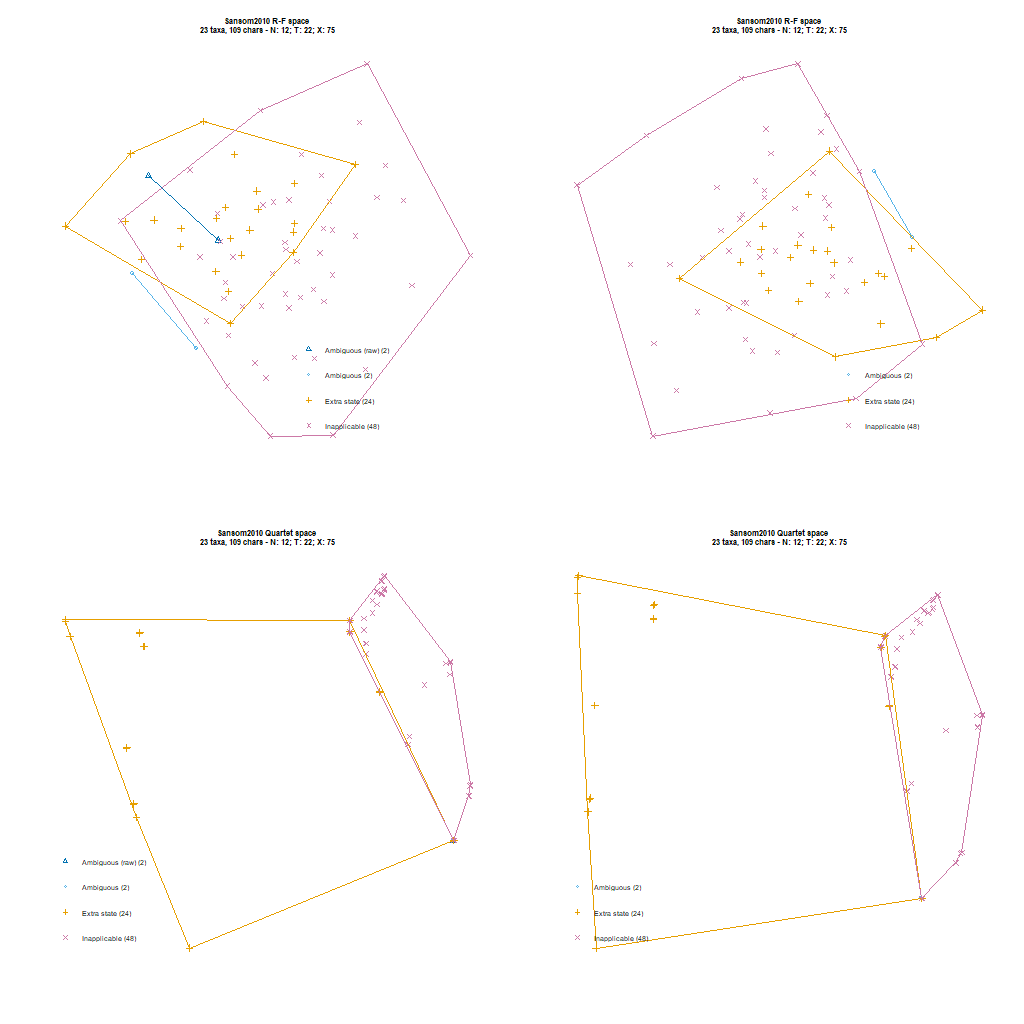 Sansom2010 R-F space
23 taxa, 109 chars - N: 12; T: 22; X: 75
Ambiguous (raw) (2)
Ambiguous (2)
Extra state (24)
Inapplicable (48)
Sansom2010 R-F space
23 taxa, 109 chars - N: 12; T: 22; X: 75
Ambiguous (2)
Extra state (24)
Inapplicable (48)
Sansom2010 Quartet space
23 taxa, 109 chars - N: 12; T: 22; X: 75
Ambiguous (raw) (2)
Ambiguous (2)
Extra state (24)
Inapplicable (48)
Sansom2010 Quartet space
23 taxa, 109 chars - N: 12; T: 22; X: 75
Ambiguous (2)
Extra state (24)
Inapplicable (48)